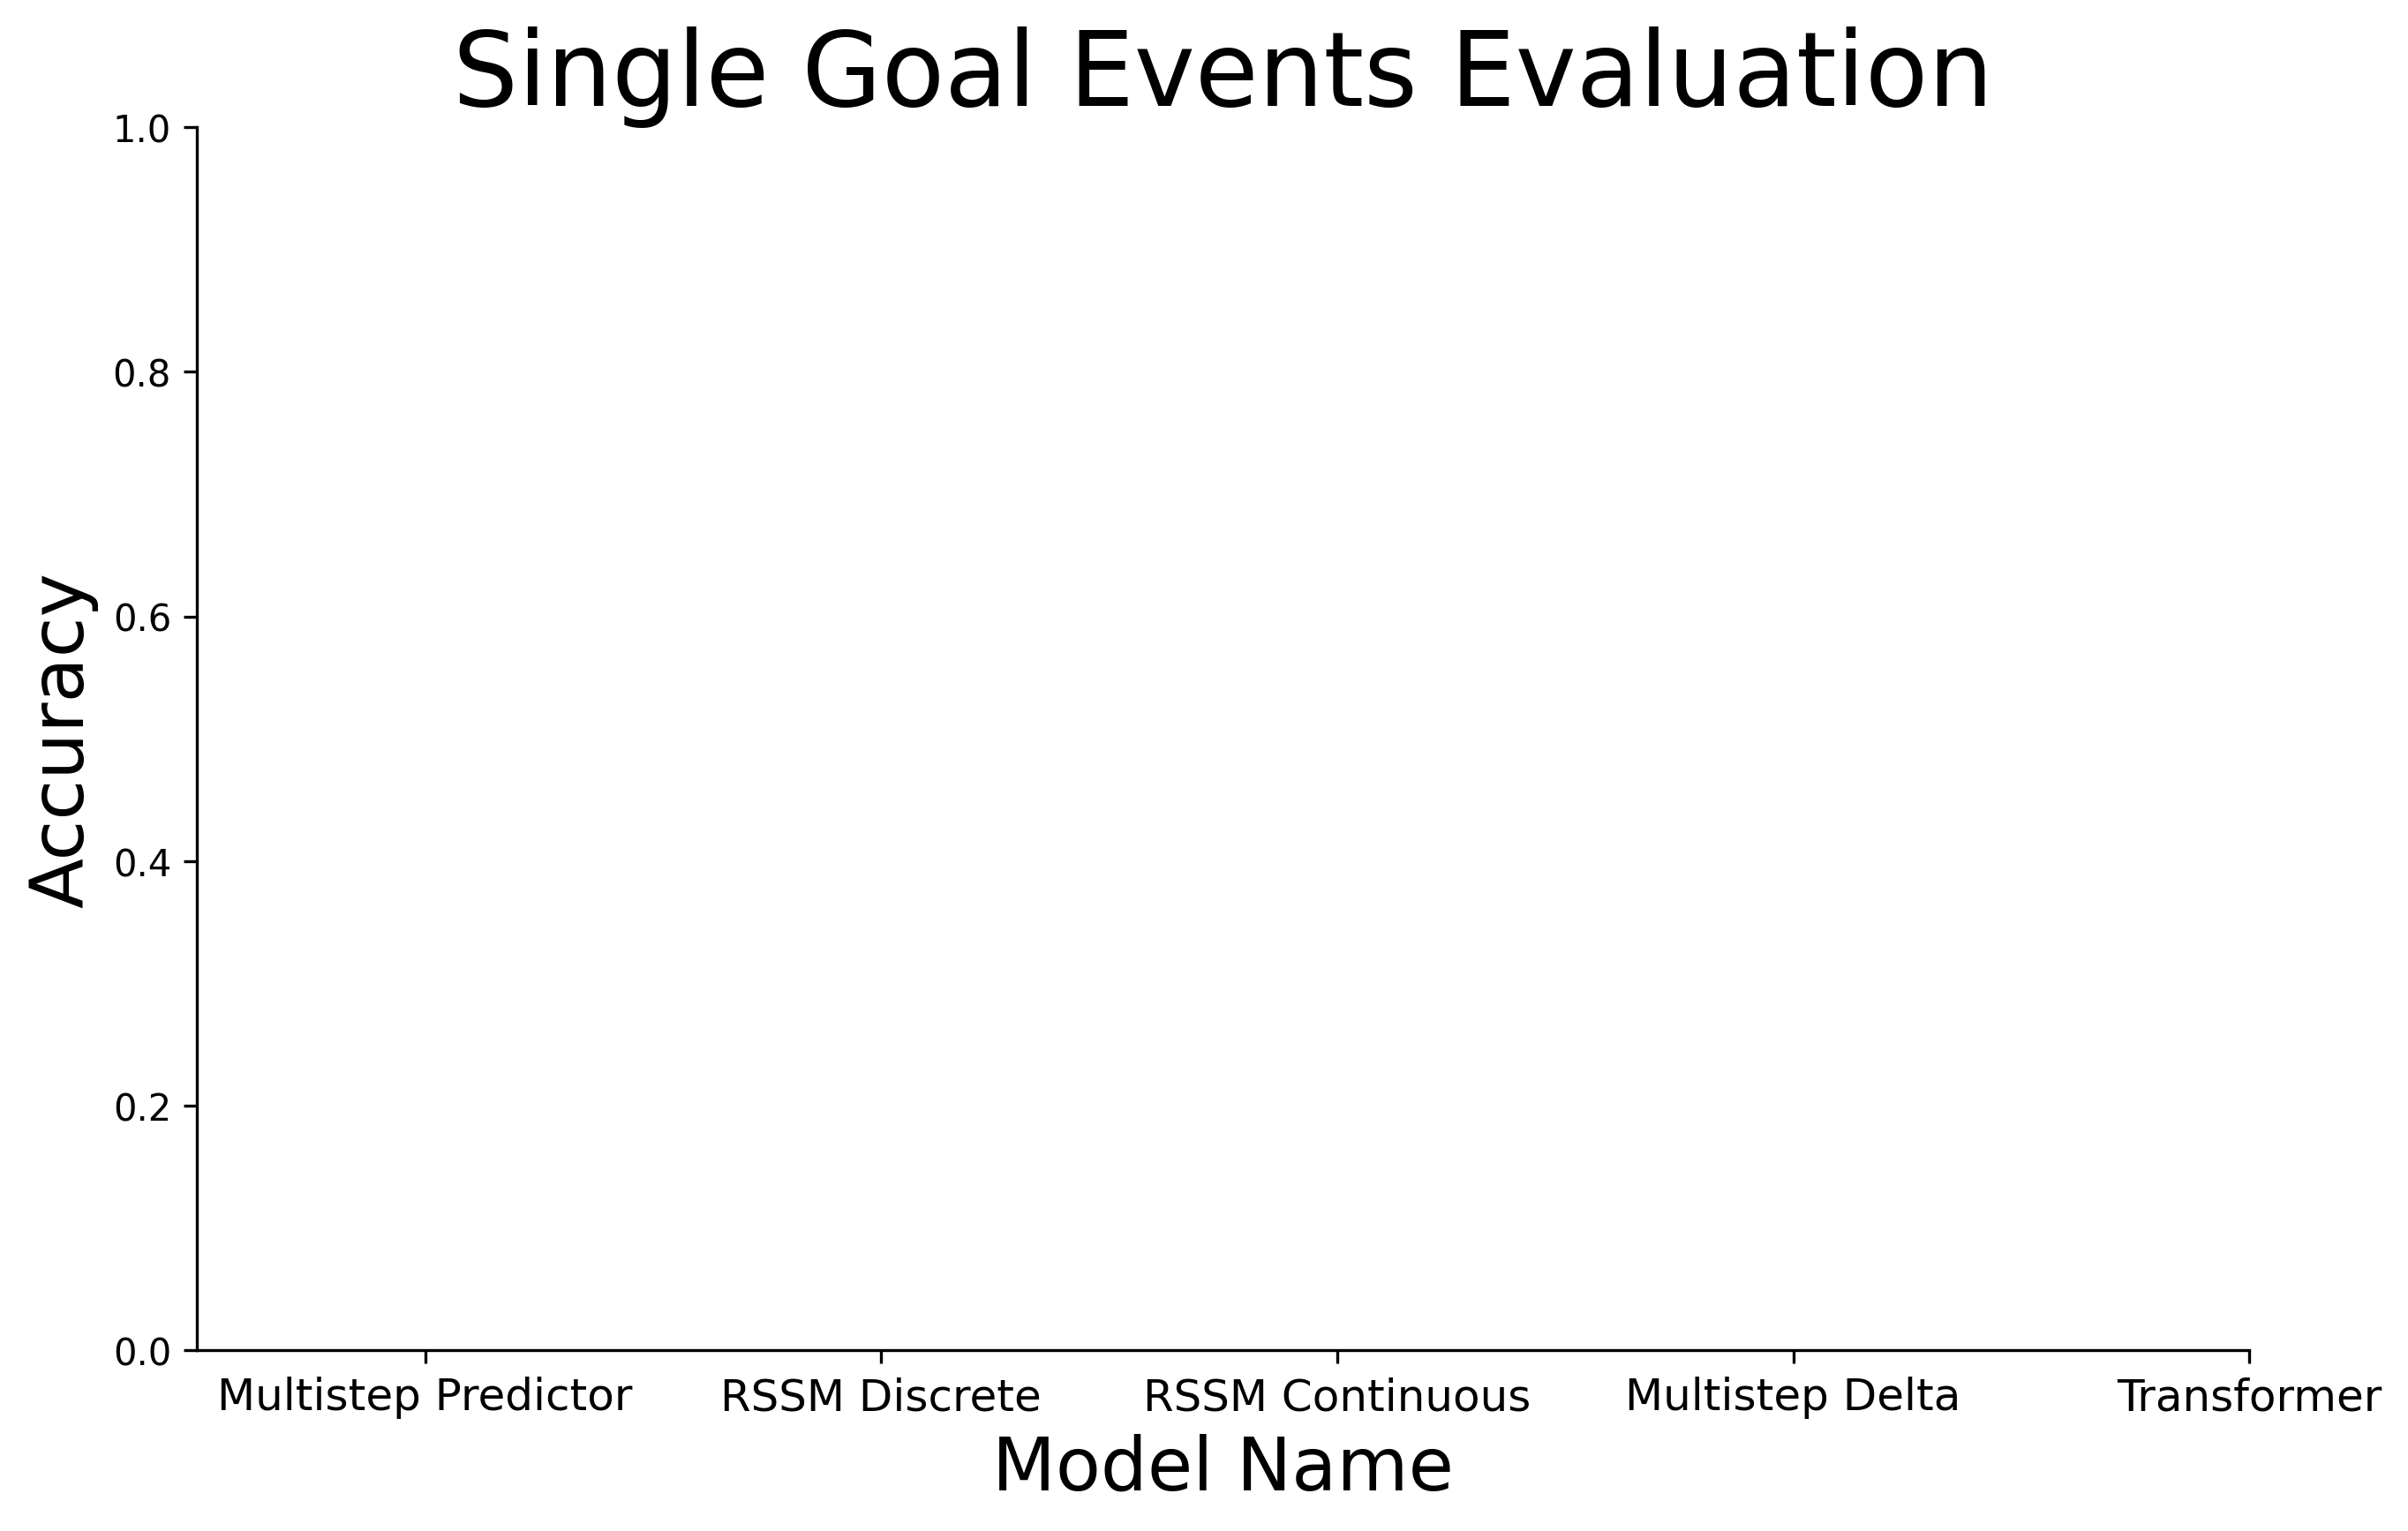 Single Goal Events Evaluation
1.0
0.8
0.6
0.4
0.2
0.0
Accuracy
Multistep Predictor RSSM Discrete RSSM Continuous Multistep Delta Transformer
Model Name